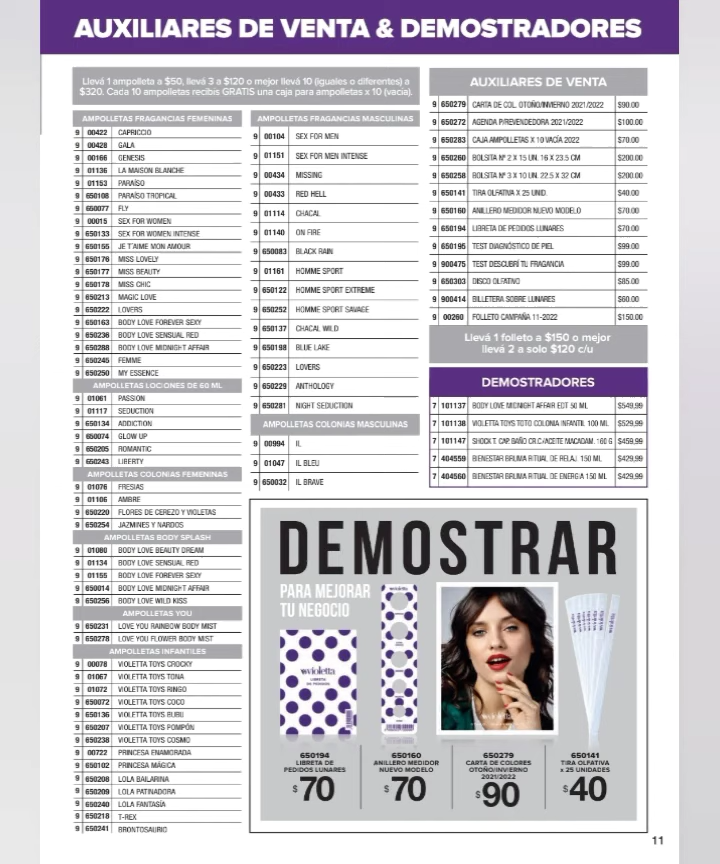 AUXILIARES DE VENTA & DEMOSTRADORES
Llevá 1 ampolleta a $50, llevá 3 a $120 o mejor llevá 10 (iguales o diferentes) a
$320. Cada 10 ampolletas recibís GRATIS una caja para ampolletas x 10 (vacía).
AMPOLLETAS FRAGANCIAS FEMENINAS
9 00422 CAPRICCIO
9 00428 GALA
9 00166 GENESIS
9 01136 LA MAISON BLANCHE
9 01153 PARAÍSO
9 650108 PARAÍSO TROPICAL
9 650077 FLY
9 00015 SEX FOR WOMEN
9 650133 SEX FOR WOMEN INTENSE
9 650155 JE T'AIME MON AMOUR
9 650176 MISS LOVELY
9 650177 MISS BEAUTY
9 650178 MISS CHIC
9 650213 MAGIC LOVE
9 650222 LOVERS
9 650163 BODY LOVE FOREVER SEXY
9 650236 BODY LOVE SENSUAL RED
9 650288 BODY LOVE MIDNIGHT AFFAIR
9 650245 FEMME
9 650250 MY ESSENCE
AMPOLLETAS LOCIONES DE 60 ML
9 01061 PASSION
9 01117 SEDUCTION
9 650134 ADDICTION
9 650074 GLOW UP
9 650205 ROMANTIC
9 650243 LIBERTY
AMPOLLETAS COLONIAS FEMENINAS
9 01076 FRESIAS
9 01106 AMBRE
9 650220 FLORES DE CEREZO Y VIOLETAS
9 650254 JAZMINES Y NARDOS
AMPOLLETAS BODY SPLASH
9 01080 BODY LOVE BEAUTY DREAM
9 01134 BODY LOVE SENSUAL RED
9 01155 BODY LOVE FOREVER SEXY
9 650014 BODY LOVE MIDNIGHT AFFAIR
9 650256 BODY LOVE WILD KISS
AMPOLLETAS YOU
9 650231 LOVE YOU RAINBOW BODY MIST
9 650278 LOVE YOU FLOWER BODY MIST
AMPOLLETAS INFANTILES
9 00078 VIOLETTA TOYS CROCKY
9 01067 VIOLETTA TOYS TONA
9 01072 VIOLETTA TOYS RINGO
9 650072 VIOLETTA TOYS COCO
9 650136 VIOLETTA TOYS BUBU
9 650207 VIOLETTA TOYS POMPÓN
9 650238 VIOLETTA TOYS COSMO
9 00722 PRINCESA ENAMORADA
9 650102 PRINCESA MÁGICA
9 650208 LOLA BAILARINA
9 650209 LOLA PATINADORA
9 650240 LOLA FANTASÍA
9 650218 T-REX
9 650241 BRONTOSAURIO
AMPOLLETAS FRAGANCIAS MASCULINAS
9 00104 SEX FOR MEN
9 01151 SEX FOR MEN INTENSE
9 00434 MISSING
9 00433 RED HELL
9 01114 CHACAL
9 01140 ON FIRE
9 650083 BLACK RAIN
9 01161 HOMME SPORT
9 650122 HOMME SPORT EXTREME
9 650252 HOMME SPORT SAVAGE
9 650137 CHACAL WILD
9 650198 BLUE LAKE
9 650223 LOVERS
9 650229 ANTHOLOGY
9 650281 NIGHT SEDUCTION
AMPOLLETAS COLONIAS MASCULINAS
9 00994 IL
9 01047 IL BLEU
9 650032 IL BRAVE
AUXILIARES DE VENTA
9 650279 CARTA DE COL. OTOÑO/INVIERNO 2021/2022 $90.00
9 650272 AGENDA P/REVENDEDORA 2021/2022 $100.00
9 650283 CAJA AMPOLLETAS X 10 VACÍA 2022 $70.00
9 650260 BOLSITA Nº 2 X 15 UN. 16 X 23.5 CM $200.00
9 650258 BOLSITA Nº 3 X 10 UN. 22.5 X 32 CM $200.00
9 650141 TIRA OLFATIVA X 25 UNID. $40.00
9 650160 ANILLERO MEDIDOR NUEVO MODELO $70.00
9 650194 LIBRETA DE PEDIDOS LUNARES $70.00
9 650195 TEST DIAGNÓSTICO DE PIEL $99.00
9 900475 TEST DESCUBRÍ TU FRAGANCIA $99.00
9 650303 DISCO OLFATIVO $85.00
9 900414 BILLETERA SOBRE LUNARES $60.00
9 00260 FOLLETO CAMPAÑA 11-2022 $150.00
Llevá 1 folleto a $150 o mejor
llevá 2 a solo $120 c/u
DEMOSTRADORES
7 101137 BODY LOVE MIDNIGHT AFFAIR EDT 50 ML $549,99
7 101138 VIOLETTA TOYS TOTO COLONIA INFANTIL 100 ML $529,99
7 101147 SHOCK T. CAP. BAÑO CR.C/ACEITE MACADAM. 160 G $459,99
7 404559 BIENESTAR BRUMA RITUAL DE RELAJ. 150 ML $429,99
7 404560 BIENESTAR BRUMA RITUAL DE ENERGIA 150 ML $429,99
DEMOSTRAR
PARA MEJORAR
TU NEGOCIO
violetta
LIBRETA
DE PEDIDOS
violetta
650194
LIBRETA DE
PEDIDOS LUNARES
$70
650160
ANILLERO MEDIDOR
NUEVO MODELO
$70
650279
CARTA DE COLORES
OTOÑO/INVIERNO
2021/2022
$90
650141
TIRA OLFATIVA
x 25 UNIDADES
$40
11